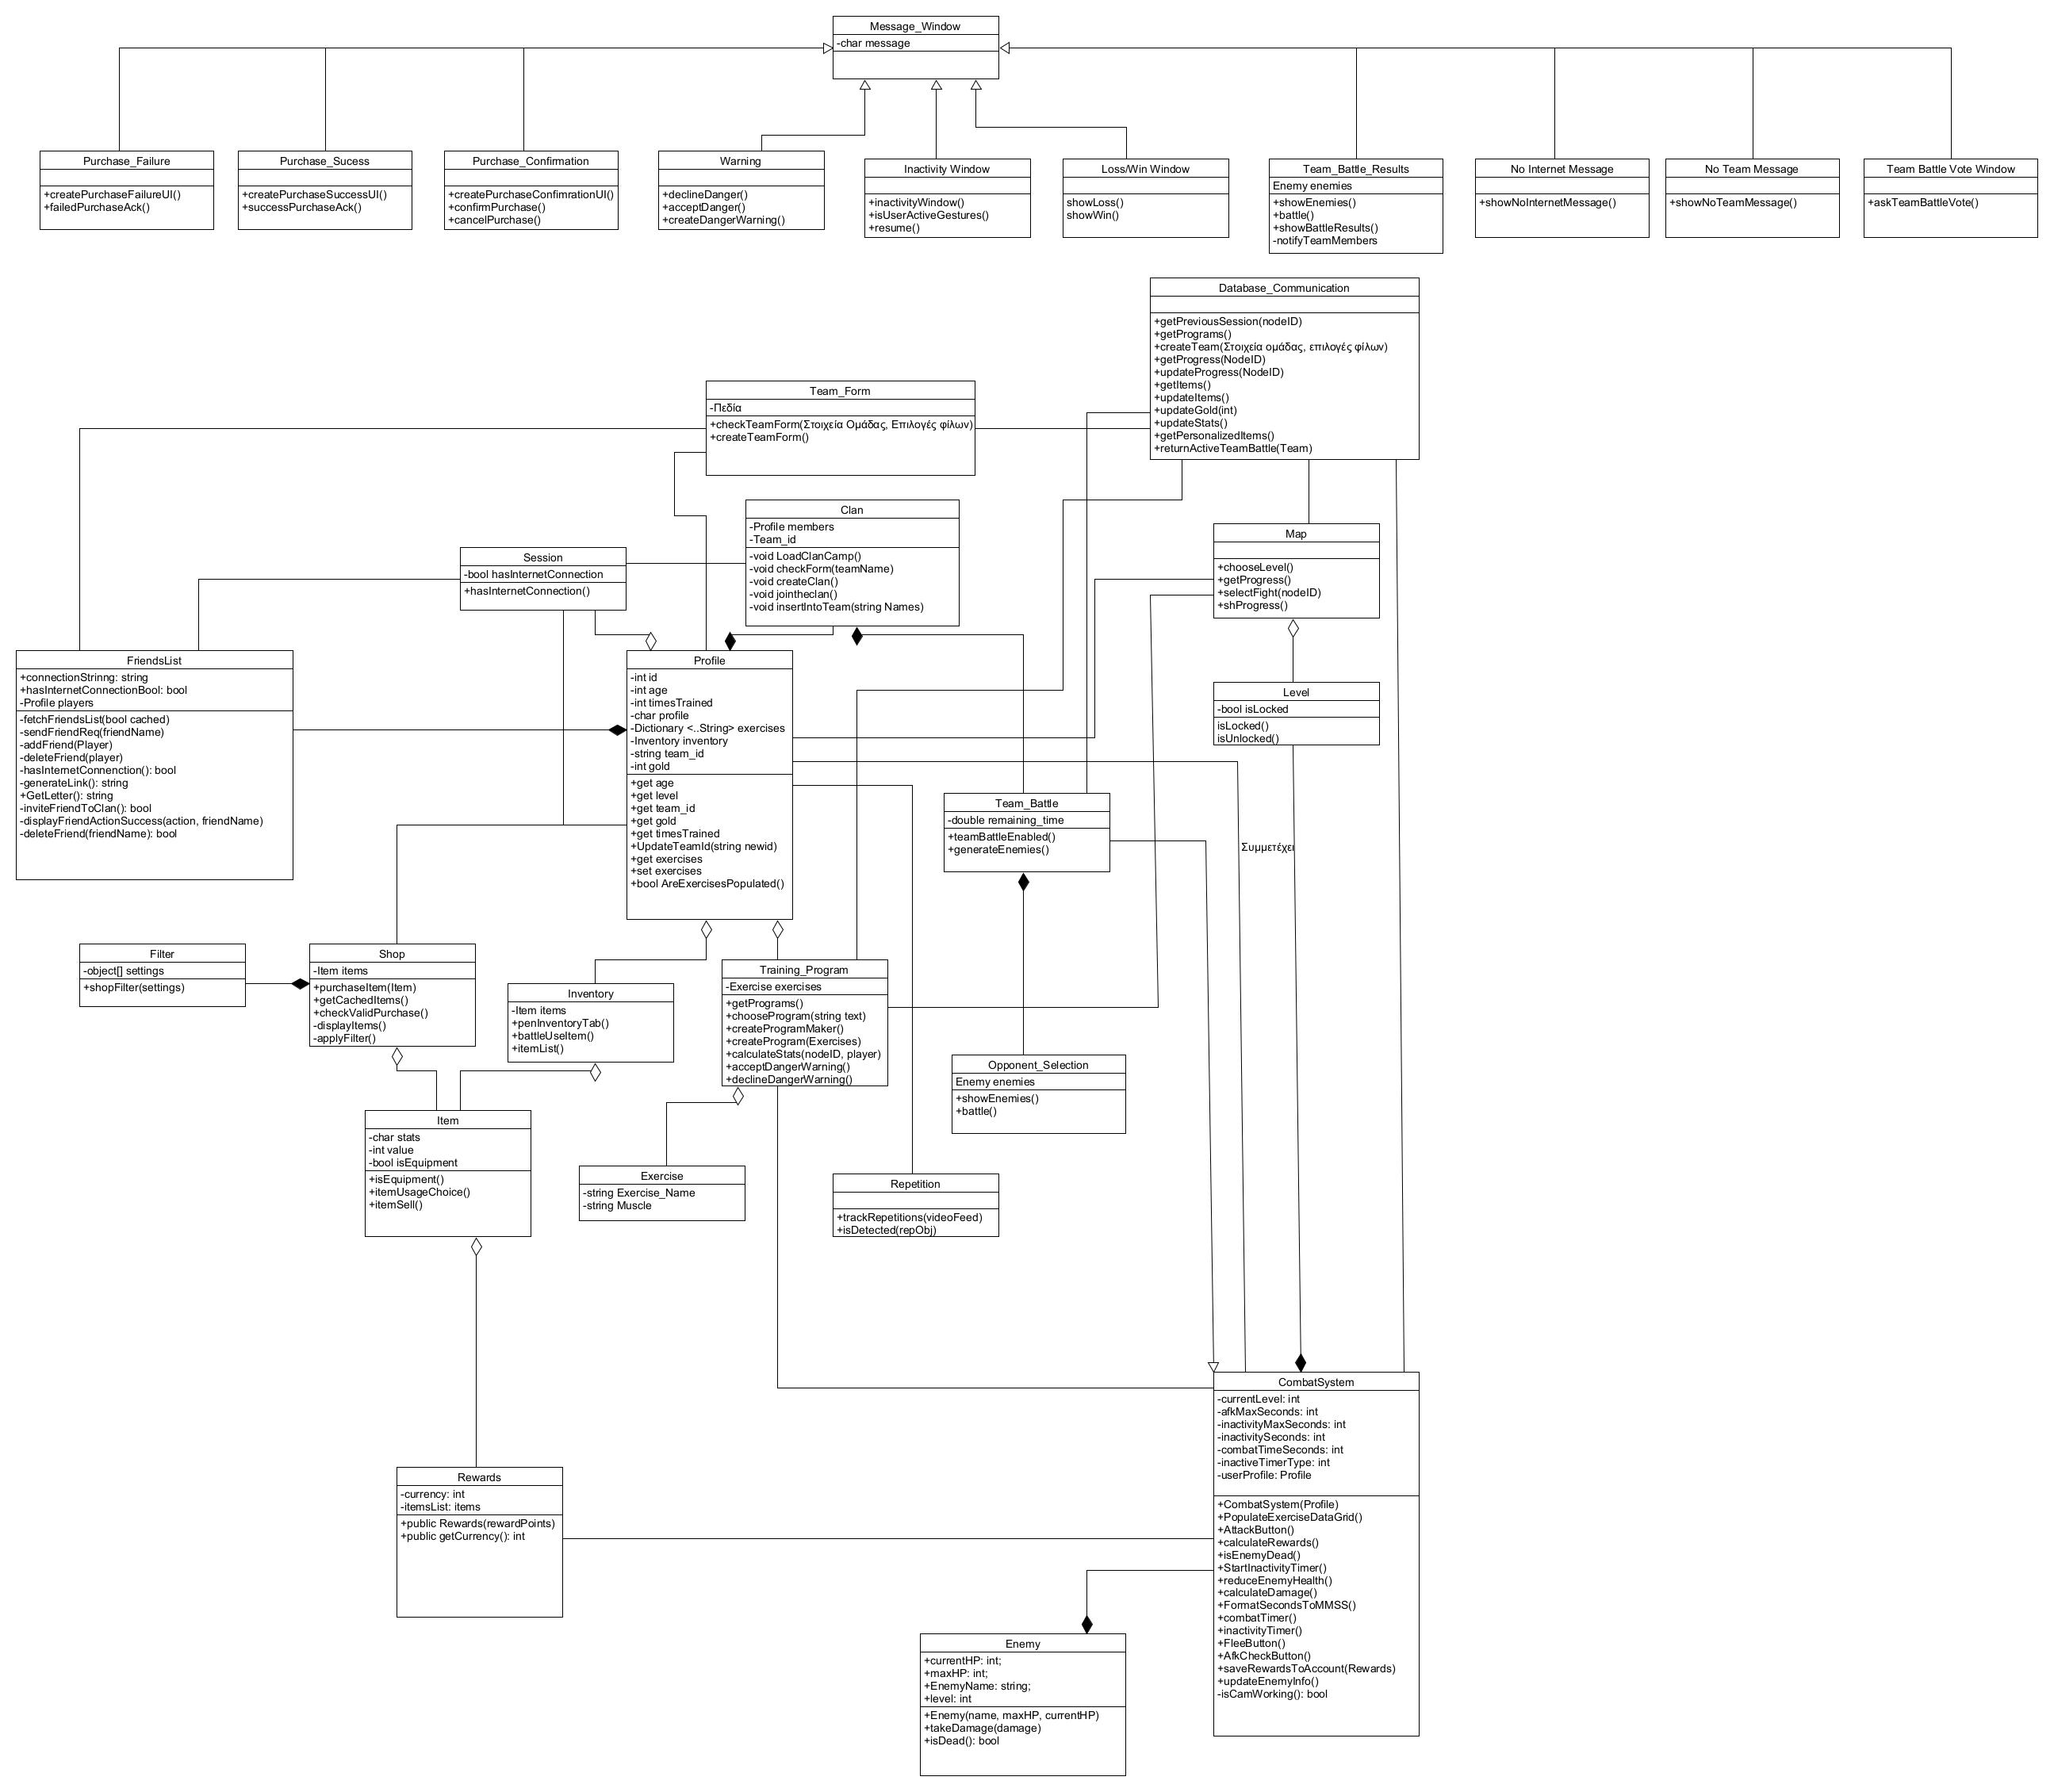 Message_Window
-char message
Purchase_Failure
+createPurchaseFailureUI()
+failedPurchaseAck()
Purchase_Sucess
+createPurchaseSuccessUI()
+successPurchaseAck()
Purchase_Confirmation
+createPurchaseConfimrationUI()
+confirmPurchase()
+cancelPurchase()
Warning
+declineDanger()
+acceptDanger()
+createDangerWarning()
Inactivity Window
+inactivityWindow()
+isUserActiveGestures()
+resume()
Loss/Win Window
showLoss()
showWin()
Team_Battle_Results
Enemy enemies
+showEnemies()
+battle()
+showBattleResults()
-notifyTeamMembers
No Internet Message
+showNoInternetMessage()
No Team Message
+showNoTeamMessage()
Team Battle Vote Window
+askTeamBattleVote()
Database_Communication
+getPreviousSession(nodeID)
+getPrograms()
+createTeam(Στοιχεία ομάδας, επιλογές φίλων)
+getProgress(NodeID)
+updateProgress(NodeID)
+getItems()
+updateItems()
+updateGold(int)
+updateStats()
+getPersonalizedItems()
+returnActiveTeamBattle(Team)
Team_Form
-Πεδία
+checkTeamForm(Στοιχεία Ομάδας, Επιλογές φίλων)
+createTeamForm()
Clan
-Profile members
-Team_id
-void LoadClanCamp()
-void checkForm(teamName)
-void createClan()
-void jointheclan()
-void insertIntoTeam(string Names)
Session
-bool hasInternetConnection
+hasInternetConnection()
Map
+chooseLevel()
+getProgress()
+selectFight(nodeID)
+shProgress()
FriendsList
+connectionStrinng: string
+hasInternetConnectionBool: bool
-Profile players
-fetchFriendsList(bool cached)
-sendFriendReq(friendName)
-addFriend(Player)
-deleteFriend(player)
-hasInternetConnenction(): bool
-generateLink(): string
+GetLetter(): string
-inviteFriendToClan(): bool
-displayFriendActionSuccess(action, friendName)
-deleteFriend(friendName): bool
Profile
-int id
-int age
-int timesTrained
-char profile
-Dictionary <..String> exercises
-Inventory inventory
-string team_id
-int gold
+get age
+get level
+get team_id
+get gold
+get timesTrained
+UpdateTeamId(string newid)
+get exercises
+set exercises
+bool AreExercisesPopulated()
Level
-bool isLocked
isLocked()
isUnlocked()
Team_Battle
-double remaining_time
+teamBattleEnabled()
+generateEnemies()
Συμμετέχει
Filter
-object[] settings
+shopFilter(settings)
Shop
-Item items
+purchaseItem(Item)
+getCachedItems()
+checkValidPurchase()
-displayItems()
-applyFilter()
Inventory
-Item items
+penInventoryTab()
+battleUseItem()
+itemList()
Training_Program
-Exercise exercises
+getPrograms()
+chooseProgram(string text)
+createProgramMaker()
+createProgram(Exercises)
+calculateStats(nodeID, player)
+acceptDangerWarning()
+declineDangerWarning()
Opponent_Selection
Enemy enemies
+showEnemies()
+battle()
Item
-char stats
-int value
-bool isEquipment
+isEquipment()
+itemUsageChoice()
+itemSell()
Exercise
-string Exercise_Name
-string Muscle
Repetition
+trackRepetitions(videoFeed)
+isDetected(repObj)
CombatSystem
-currentLevel: int
-afkMaxSeconds: int
-inactivityMaxSeconds: int
-inactivitySeconds: int
-combatTimeSeconds: int
-inactiveTimerType: int
-userProfile: Profile
+CombatSystem(Profile)
+PopulateExerciseDataGrid()
+AttackButton()
+calculateRewards()
+isEnemyDead()
+StartInactivityTimer()
+reduceEnemyHealth()
+calculateDamage()
+FormatSecondsToMMSS()
+combatTimer()
+inactivityTimer()
+FleeButton()
+AfkCheckButton()
+saveRewardsToAccount(Rewards)
+updateEnemyInfo()
-isCamWorking(): bool
Rewards
-currency: int
-itemsList: items
+public Rewards(rewardPoints)
+public getCurrency(): int
Enemy
+currentHP: int;
+maxHP: int;
+EnemyName: string;
+level: int
+Enemy(name, maxHP, currentHP)
+takeDamage(damage)
+isDead(): bool